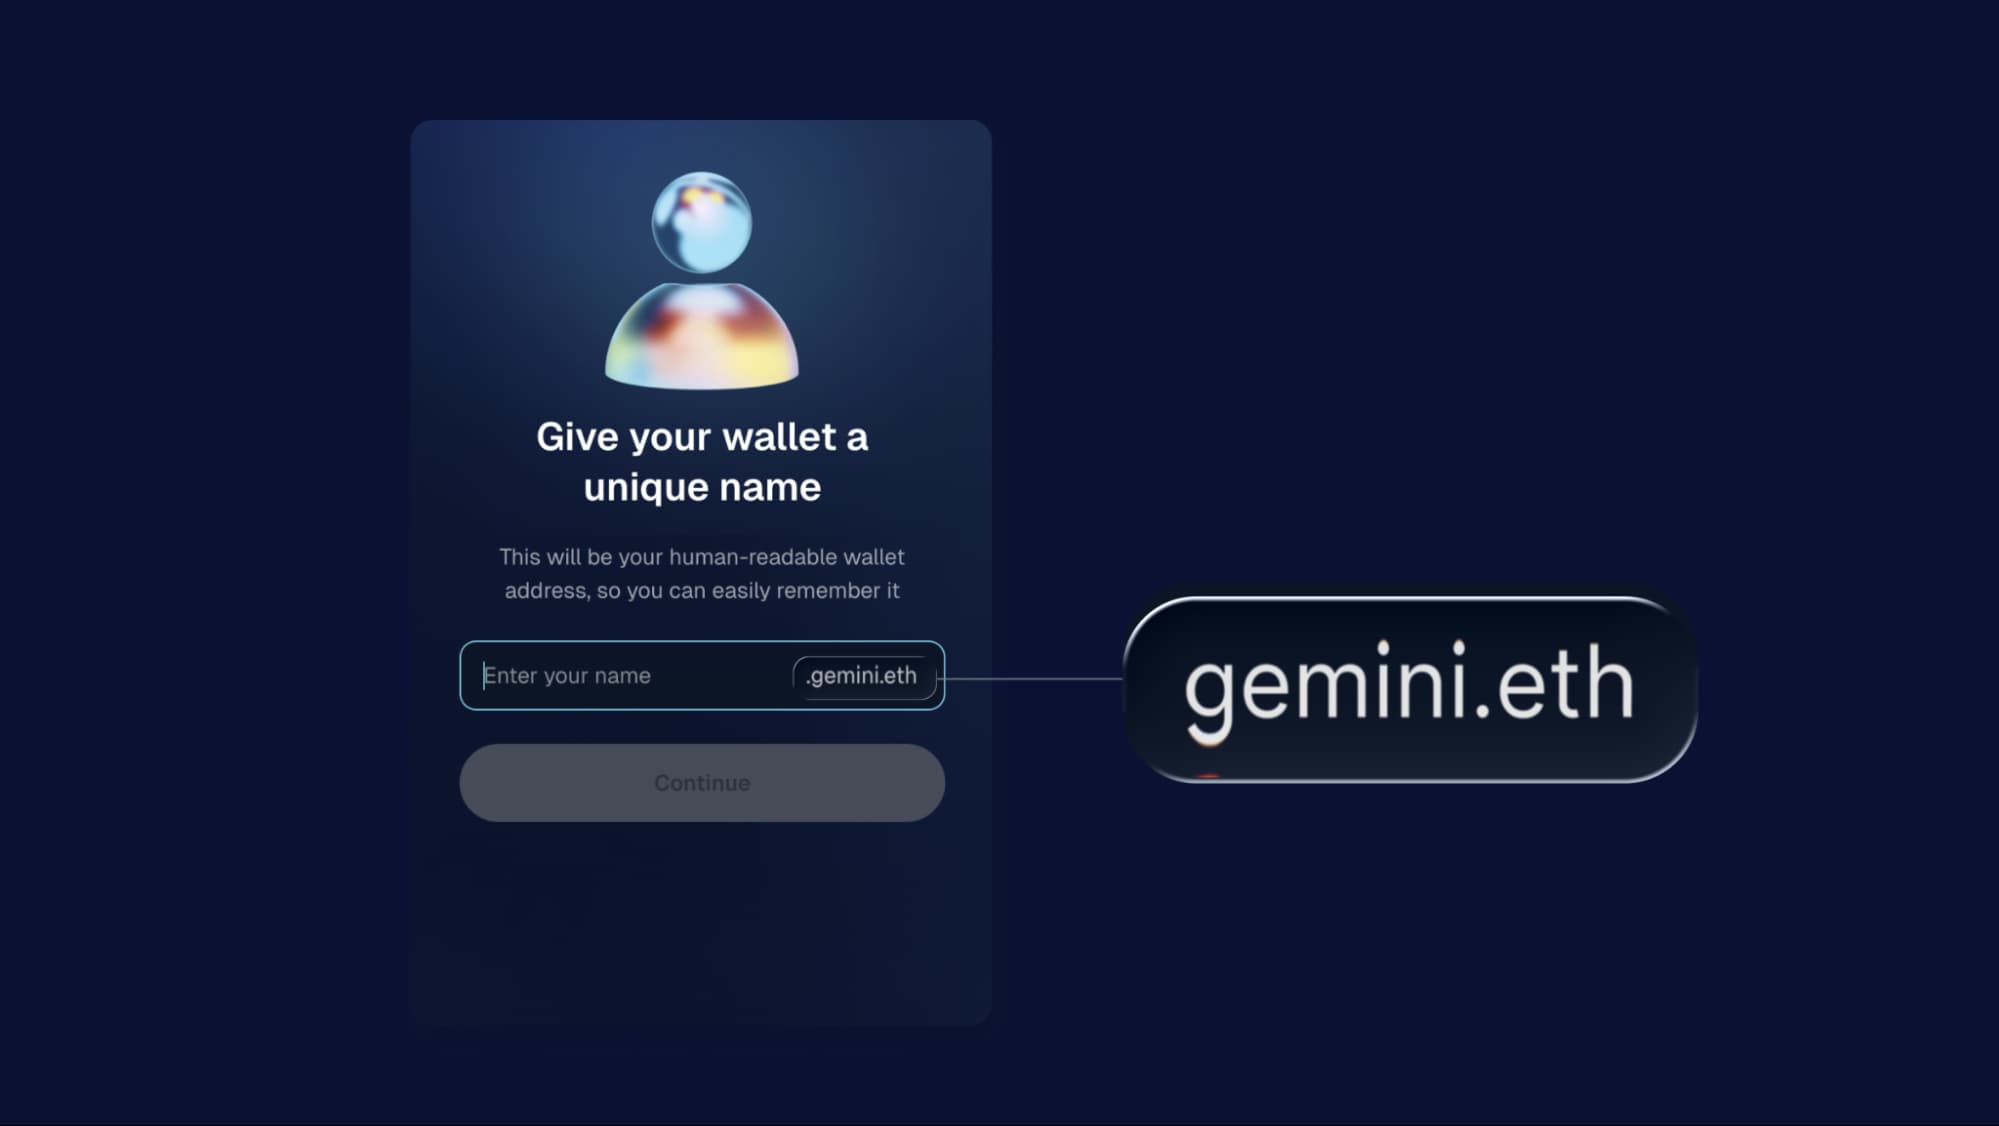 Give your wallet a
unique name
This will be your human-readable wallet
address, so you can easily remember it
Enter your name
.gemini.eth
gemini.eth
Continue